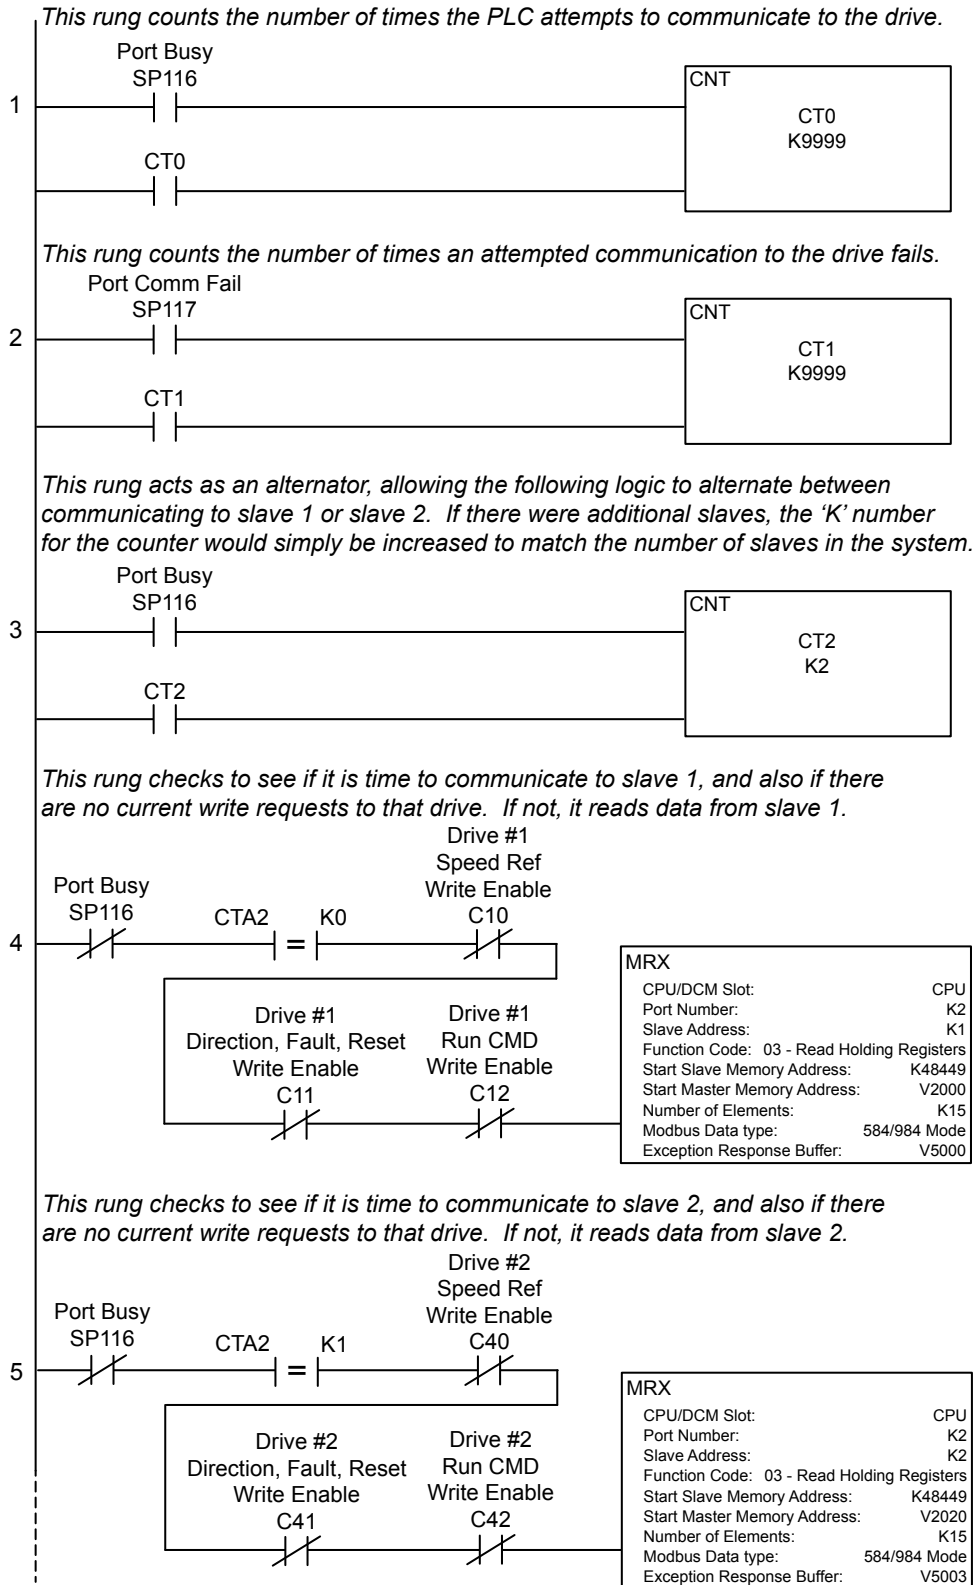 This rung counts the number of times the PLC attempts to communicate to the drive.
Port Busy
SP116
1
CNT
CT0
K9999
CT0
This rung counts the number of times an attempted communication to the drive fails.
Port Comm Fail
SP117
2
CNT
CT1
K9999
CT1
This rung acts as an alternator, allowing the following logic to alternate between
communicating to slave 1 or slave 2. If there were additional slaves, the ‘K’ number
for the counter would simply be increased to match the number of slaves in the system.
Port Busy
SP116
3
CNT
CT2
K2
CT2
This rung checks to see if it is time to communicate to slave 1, and also if there
are no current write requests to that drive. If not, it reads data from slave 1.
Drive #1
Speed Ref
Write Enable
C10
Port Busy
SP116
CTA2 = K0
4
Drive #1
Direction, Fault, Reset
Write Enable
C11
Drive #1
Run CMD
Write Enable
C12
MRX
CPU/DCM Slot: CPU
Port Number: K2
Slave Address: K1
Function Code: 03 - Read Holding Registers
Start Slave Memory Address: K48449
Start Master Memory Address: V2000
Number of Elements: K15
Modbus Data type: 584/984 Mode
Exception Response Buffer: V5000
This rung checks to see if it is time to communicate to slave 2, and also if there
are no current write requests to that drive. If not, it reads data from slave 2.
Drive #2
Speed Ref
Write Enable
C40
Port Busy
SP116
CTA2 = K1
5
Drive #2
Direction, Fault, Reset
Write Enable
C41
Drive #2
Run CMD
Write Enable
C42
MRX
CPU/DCM Slot: CPU
Port Number: K2
Slave Address: K2
Function Code: 03 - Read Holding Registers
Start Slave Memory Address: K48449
Start Master Memory Address: V2020
Number of Elements: K15
Modbus Data type: 584/984 Mode
Exception Response Buffer: V5003